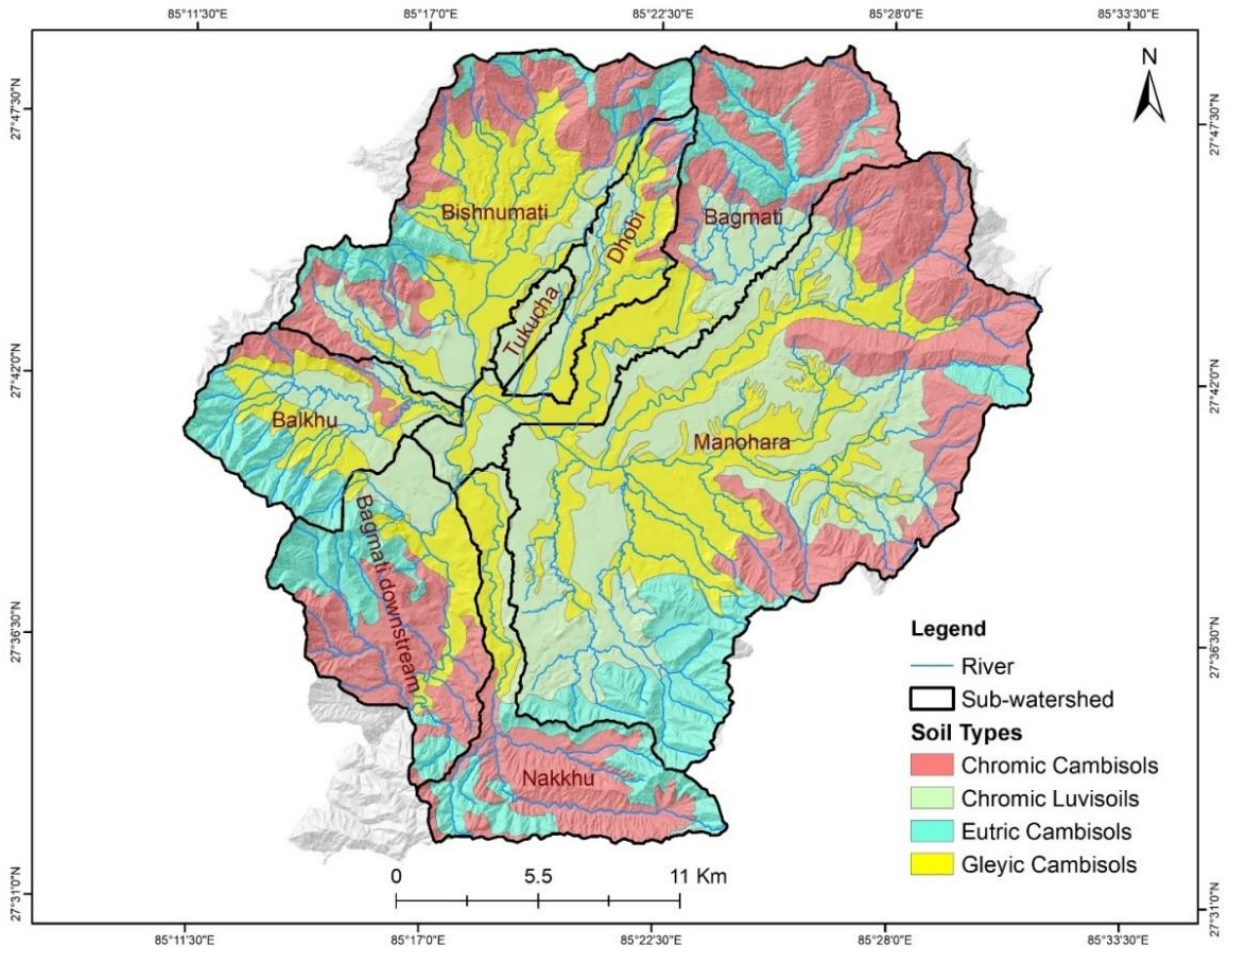 85°11'30"E
85°17'0"E
85°22'30"E
85°28'0"E
85°33'30"E
N
27°47'30"N
27°47'30"N
Bishnumati
Dhobi
Bagmati
Tukucha
27°42'0"N
27°42'0"N
Balkhu
Manohara
Bagmati downstream
27°36'30"N
27°36'30"N
Legend
River
Sub-watershed
Soil Types
Chromic Cambisols
Chromic Luvisoils
Eutric Cambisols
Gleyic Cambisols
Nakkhu
0 5.5 11 Km
27°31'0"N
27°31'0"N
85°11'30"E
85°17'0"E
85°22'30"E
85°28'0"E
85°33'30"E